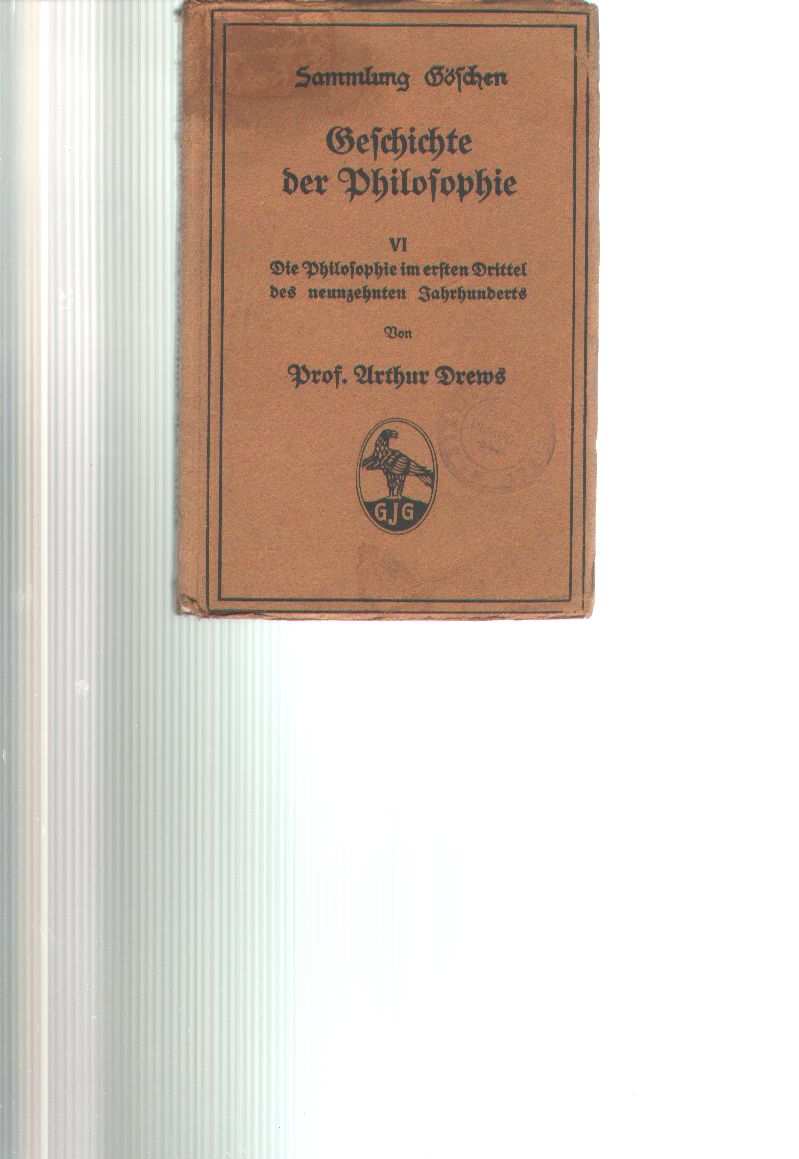 Sammlung Göschen
Geschichte
der Philosophie
VI
Die Philosophie im ersten Drittel
des neunzehnten Jahrhunderts
Von
Prof. Arthur Drews
GJG